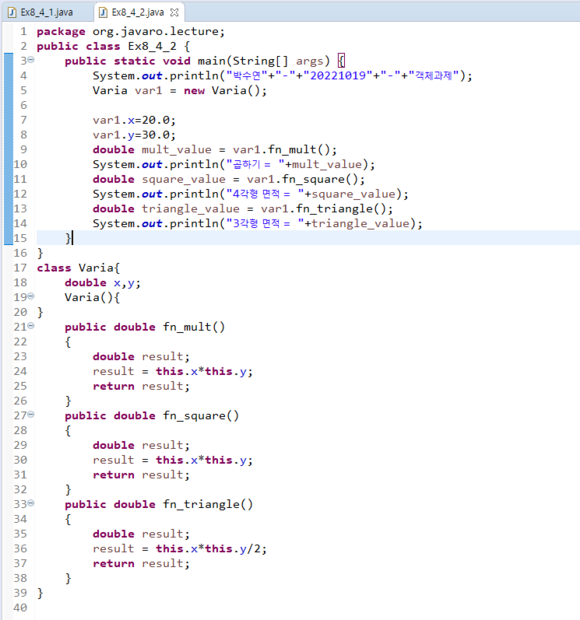 Ex8_4_1.java Ex8_4_2.java
1 package org.javaro.lecture;
2 public class Ex8_4_2 {
3 public static void main(String[] args) {
4 System.out.println("박수연"+"-"+"20221019"+"-"+"객체과제");
5 Varia var1 = new Varia();
6
7 var1.x=20.0;
8 var1.y=30.0;
9 double mult_value = var1.fn_mult();
10 System.out.println("곱하기 = "+mult_value);
11 double square_value = var1.fn_square();
12 System.out.println("4각형 면적 = "+square_value);
13 double triangle_value = var1.fn_triangle();
14 System.out.println("3각형 면적 = "+triangle_value);
15 }
16 }
17 class Varia{
18 double x,y;
19 Varia(){
20 }
21 public double fn_mult()
22 {
23 double result;
24 result = this.x*this.y;
25 return result;
26 }
27 public double fn_square()
28 {
29 double result;
30 result = this.x*this.y;
31 return result;
32 }
33 public double fn_triangle()
34 {
35 double result;
36 result = this.x*this.y/2;
37 return result;
38 }
39 }
40